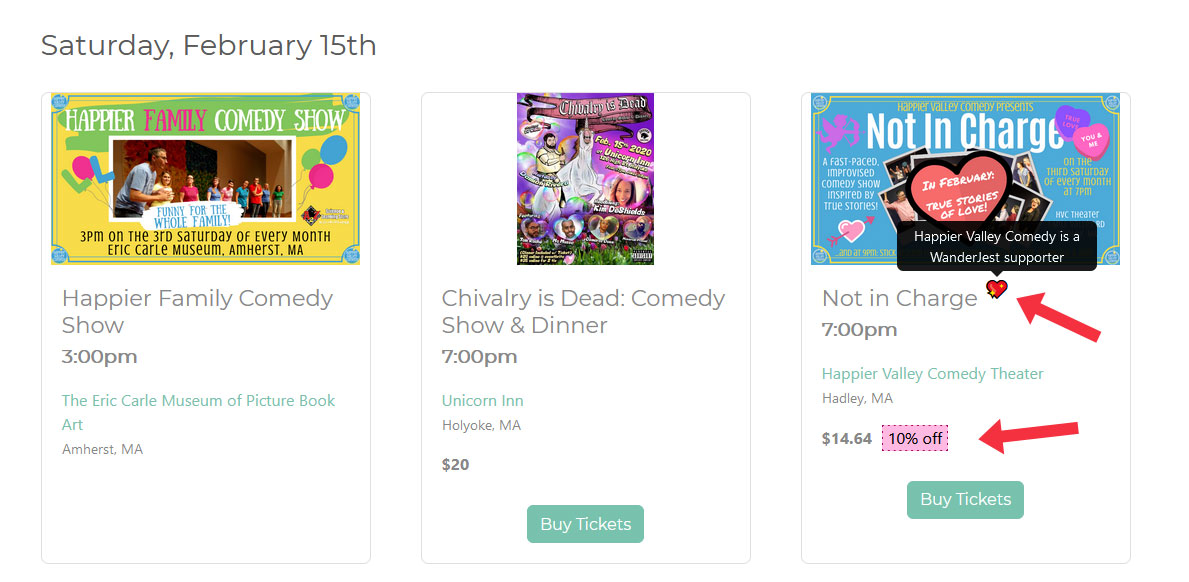 Saturday, February 15th
HAPPIER FAMILY COMEDY SHOW
LOL
FUNNY FOR THE
WHOLE FAMILY!
3PM ON THE 3RD SATURDAY OF EVERY MONTH
ERIC CARLE MUSEUM, AMHERST, MA
Happier Family Comedy
Show
3:00pm
The Eric Carle Museum of Picture Book
Art
Amherst, MA
Chivalry is Dead
Feb. 15th 2020
at Unicorn Inn
Kim DeShields
Chivalry is Dead: Comedy
Show & Dinner
7:00pm
Unicorn Inn
Holyoke, MA
$20
Buy Tickets
HAPPIER VALLEY COMEDY PRESENTS
Not In Charge
TRUE
LOVE
YOU &
ME
A FAST-PACED,
IMPROVISED
COMEDY SHOW
INSPIRED BY
TRUE STORIES!
IN FEBRUARY:
TRUE STORIES
OF LOVE!
ON THE
THIRD SATURDAY
OF EVERY MONTH
AT 7PM
HVC THEATER
...AND AT 9PM: STICK
Happier Valley Comedy is a
WanderJest supporter
Not in Charge
7:00pm
Happier Valley Comedy Theater
Hadley, MA
$14.64 10% off
Buy Tickets